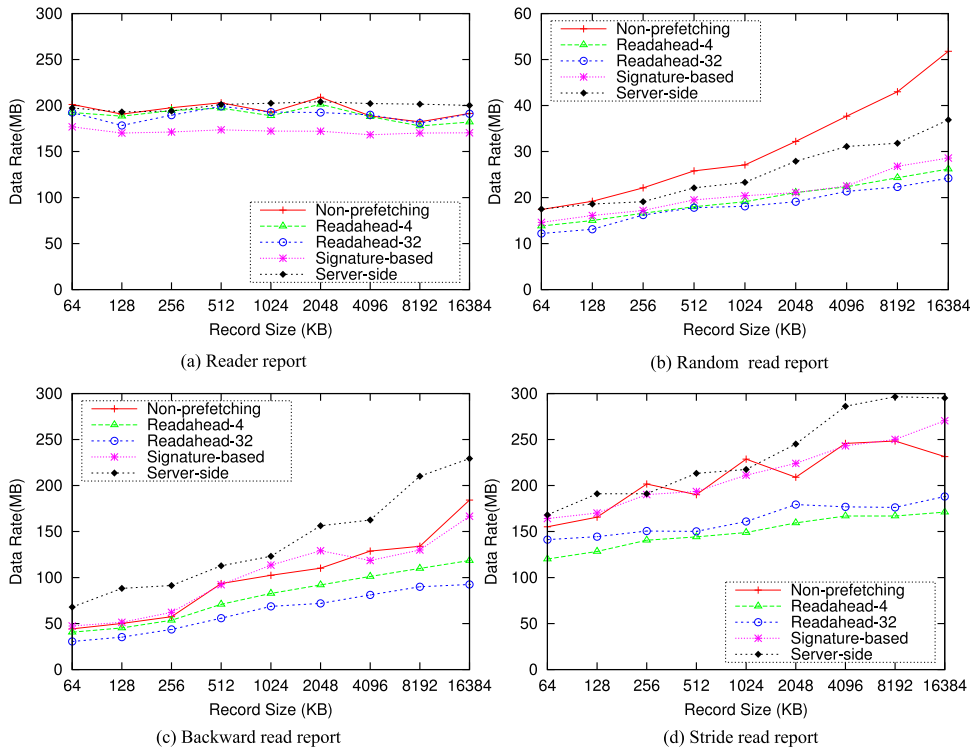 Data Rate(MB)
300
250
200
150
100
50
0
Non-prefetching
Readahead-4
Readahead-32
Signature-based
Server-side
64 128 256 512 1024 2048 4096 8192 16384
Record Size (KB)
(a) Reader report
Data Rate(MB)
60
50
40
30
20
10
0
Non-prefetching
Readahead-4
Readahead-32
Signature-based
Server-side
64 128 256 512 1024 2048 4096 8192 16384
Record Size (KB)
(b) Random read report
Data Rate(MB)
300
250
200
150
100
50
0
Non-prefetching
Readahead-4
Readahead-32
Signature-based
Server-side
64 128 256 512 1024 2048 4096 8192 16384
Record Size (KB)
(c) Backward read report
Data Rate(MB)
300
250
200
150
100
50
0
Non-prefetching
Readahead-4
Readahead-32
Signature-based
Server-side
64 128 256 512 1024 2048 4096 8192 16384
Record Size (KB)
(d) Stride read report